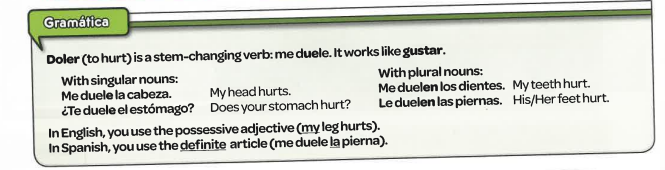 Gramática
Doler (to hurt) is a stem-changing verb: me duele. It works like gustar.
With singular nouns:
Me duele la cabeza. My head hurts.
¿Te duele el estómago? Does your stomach hurt?
With plural nouns:
Me duelen los dientes. My teeth hurt.
Le duelen las piernas. His/Her feet hurt.
In English, you use the possessive adjective (my leg hurts).
In Spanish, you use the definite article (me duele la pierna).